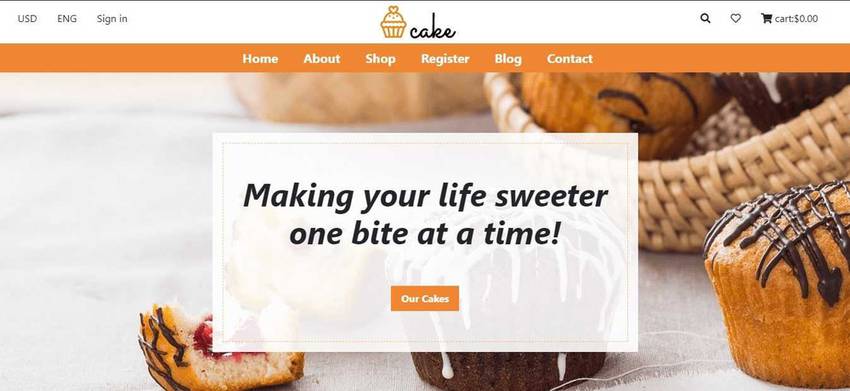 USD ENG Sign in
cake
cart:$0.00
Home About Shop Register Blog Contact
Making your life sweeter
one bite at a time!
Our Cakes